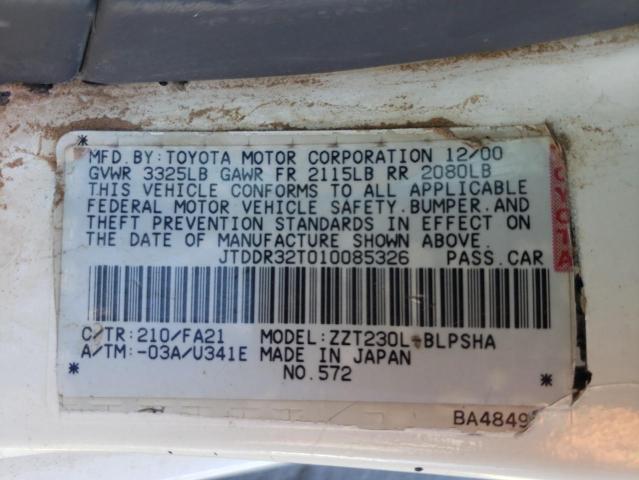 MFD.BY:TOYOTA MOTOR CORPORATION 12/00
GVWR 3325LB GAWR FR 2115LB RR 2080LB
THIS VEHICLE CONFORMS TO ALL APPLICABLE
FEDERAL MOTOR VEHICLE SAFETY.BUMPER.AND
THEFT PREVENTION STANDARDS IN EFFECT ON
THE DATE OF MANUFACTURE SHOWN ABOVE.
JTDDR32T010085326 PASS.CAR
C/TR:210/FA21 MODEL:ZZT230L-BLPSHA
A/TM:-03A/U341E MADE IN JAPAN
NO.572
BA4849